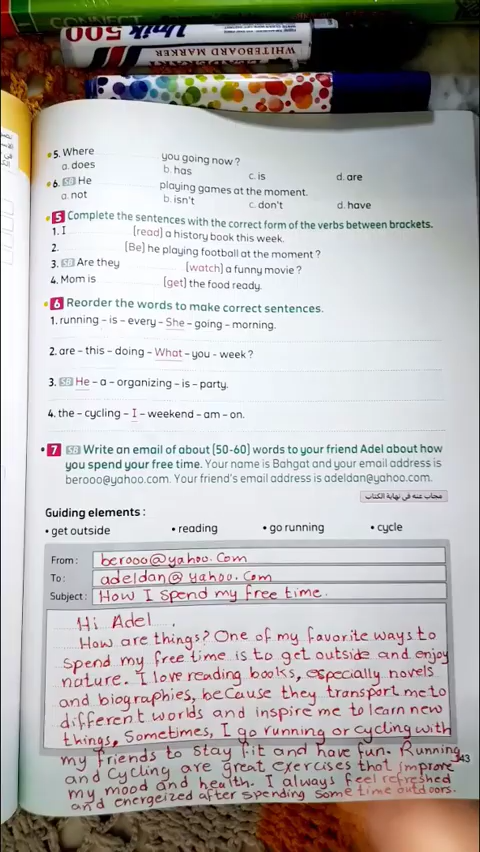 CONNECT
Unik 500
WHITEBOARD MARKER
5. Where you going now?
a. does b. has c. is d. are
6. SB He playing games at the moment.
a. not b. isn't c. don't d. have
5 Complete the sentences with the correct form of the verbs between brackets.
1. I [read] a history book this week.
2. [Be] he playing football at the moment?
3. SB Are they [watch] a funny movie?
4. Mom is [get] the food ready.
6 Reorder the words to make correct sentences.
1. running – is – every – She – going – morning.
2. are – this – doing – What – you – week?
3. SB He – a – organizing – is – party.
4. the – cycling – I – weekend – am – on.
7 SB Write an email of about (50-60) words to your friend Adel about how
you spend your free time. Your name is Bahgat and your email address is
berooo@yahoo.com. Your friend's email address is adeldan@yahoo.com.
مجاب عنه في نهاية الكتاب
Guiding elements :
• get outside • reading • go running • cycle
From: berooo@yahoo.com
To: adeldan@yahoo.com
Subject: How I spend my free time.
Hi Adel,
How are things? One of my favorite ways to
spend my free time is to get outside and enjoy
nature. I love reading books, especially novels
and biographies, because they transport me to
different worlds and inspire me to learn new
things, Sometimes, I go running or cycling with
my friends to stay fit and have fun. Running
and cycling are great exercises that improve
my mood and health. I always feel refreshed
and energeized after spending some time outdoors.